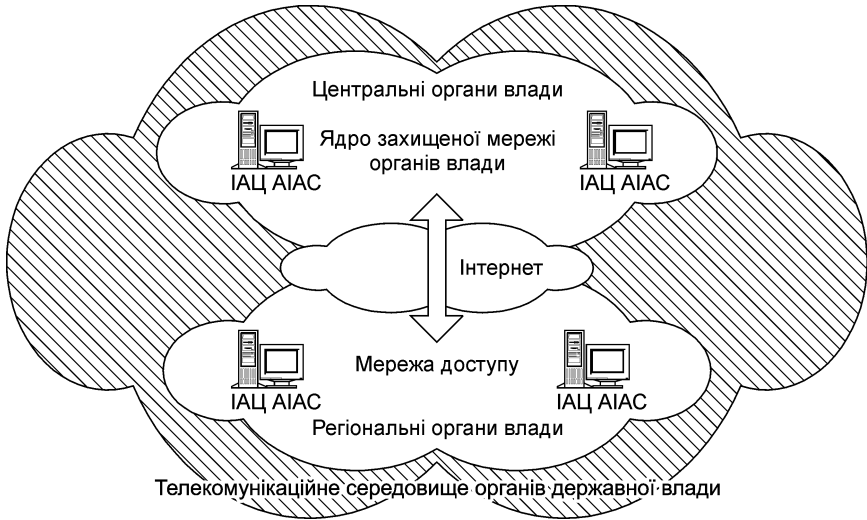 Центральні органи влади
Ядро захищеної мережі
органів влади
ІАЦ АІАС
ІАЦ АІАС
Інтернет
Мережа доступу
ІАЦ АІАС
ІАЦ АІАС
Регіональні органи влади
Телекомунікаційне середовище органів державної влади